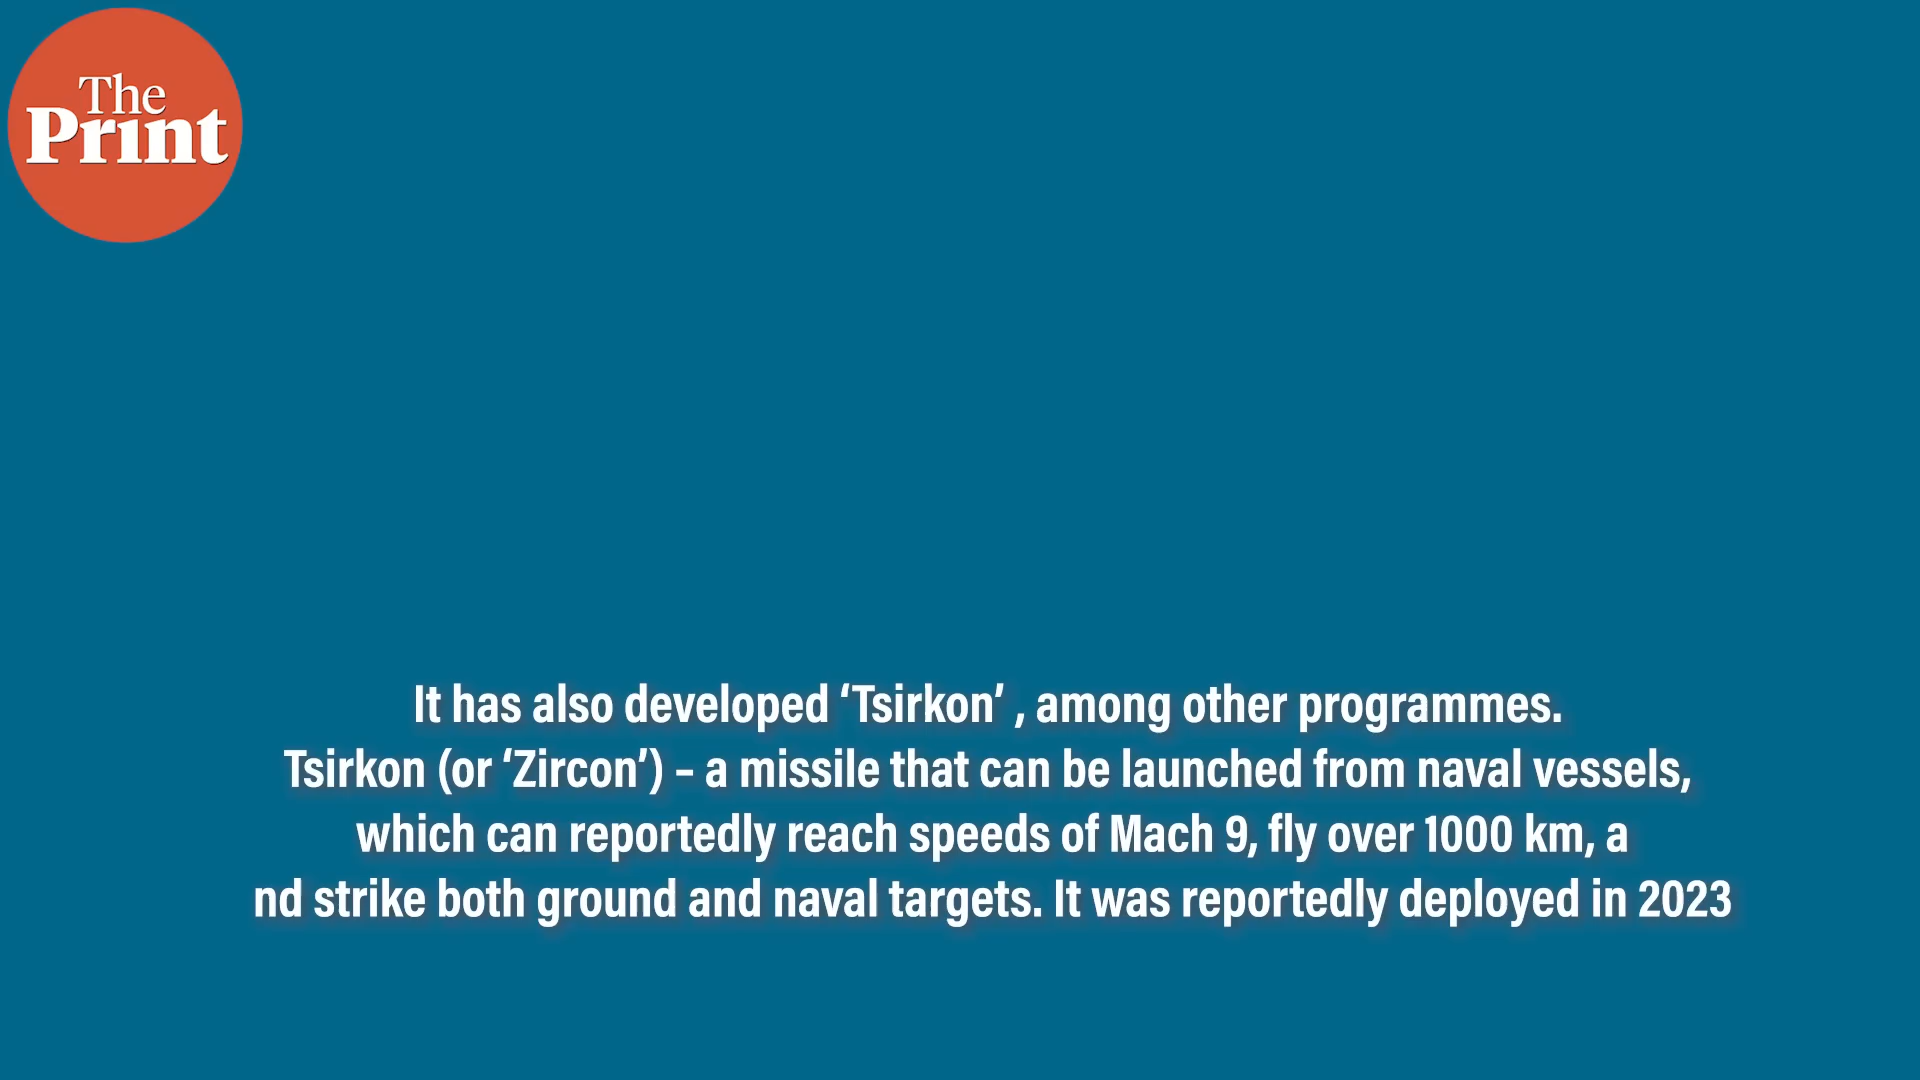 The
Print
It has also developed ‘Tsirkon’ , among other programmes.
Tsirkon (or ‘Zircon’) – a missile that can be launched from naval vessels,
which can reportedly reach speeds of Mach 9, fly over 1000 km, a
nd strike both ground and naval targets. It was reportedly deployed in 2023